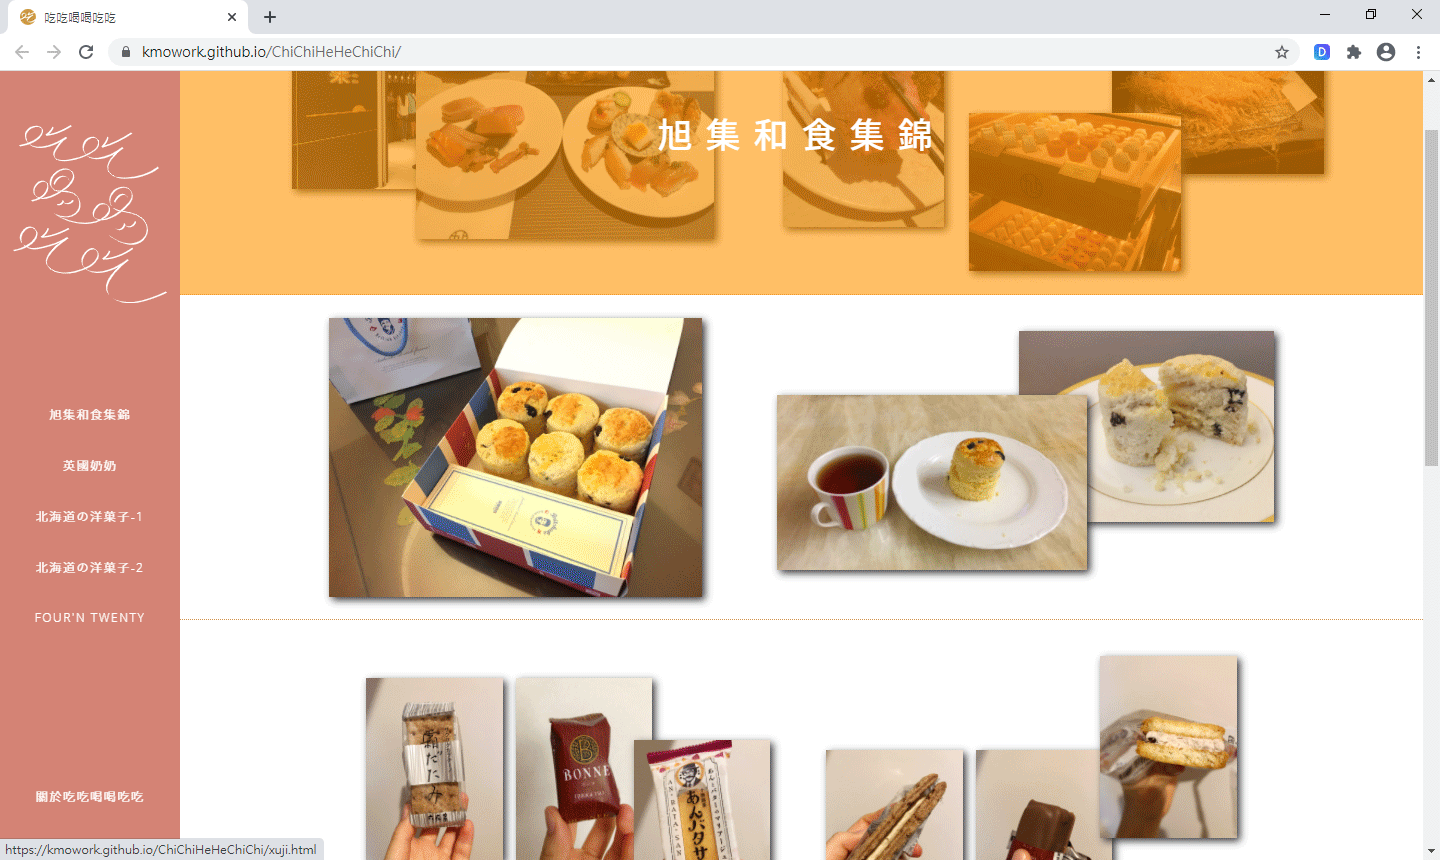 吃吃喝喝吃吃
kmowork.github.io/ChiChiHeHeChiChi/
吃吃
喝喝
吃吃
旭集和食集錦
旭集和食集錦
英國奶奶
北海道の洋菓子-1
北海道の洋菓子-2
FOUR'N TWENTY
關於吃吃喝喝吃吃
BONNE
AN BATA SAN
あんバタサ
https://kmowork.github.io/ChiChiHeHeChiChi/xuji.html